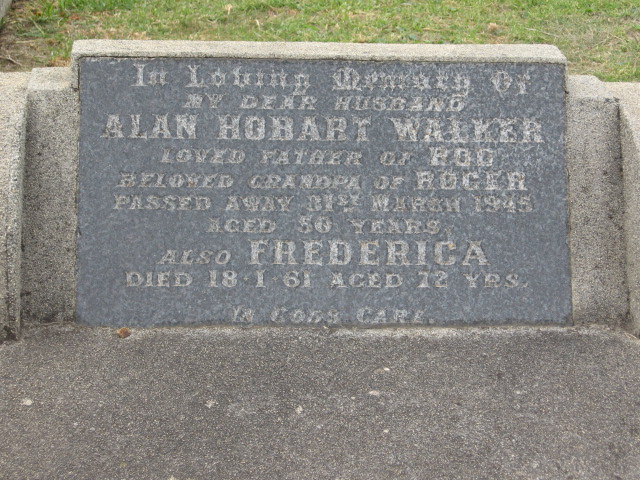 In Loving Memory Of
MY DEAR HUSBAND
ALAN HOBART WALKER
LOVED FATHER OF ROD
BELOVED GRANDPA OF ROGER
PASSED AWAY 31ST MARCH 1945
AGED 56 YEARS,
ALSO FREDERICA
DIED 18·1·61 AGED 72 YRS.
IN GODS CARE.